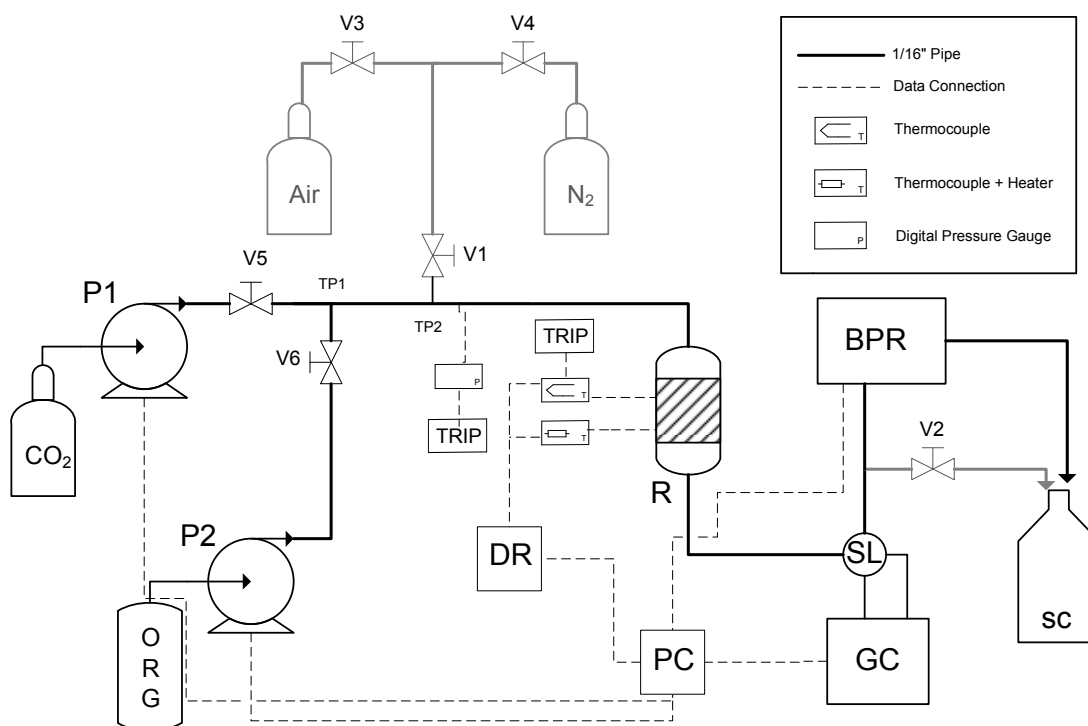 V3
V4
1/16" Pipe
Data Connection
T
Thermocouple
T
Thermocouple + Heater
P
Digital Pressure Gauge
Air
N2
V1
V5
TP1
P1
TP2
V6
TRIP
BPR
P
T
TRIP
T
CO2
V2
R
P2
DR
SL
O
R
G
PC
GC
SC